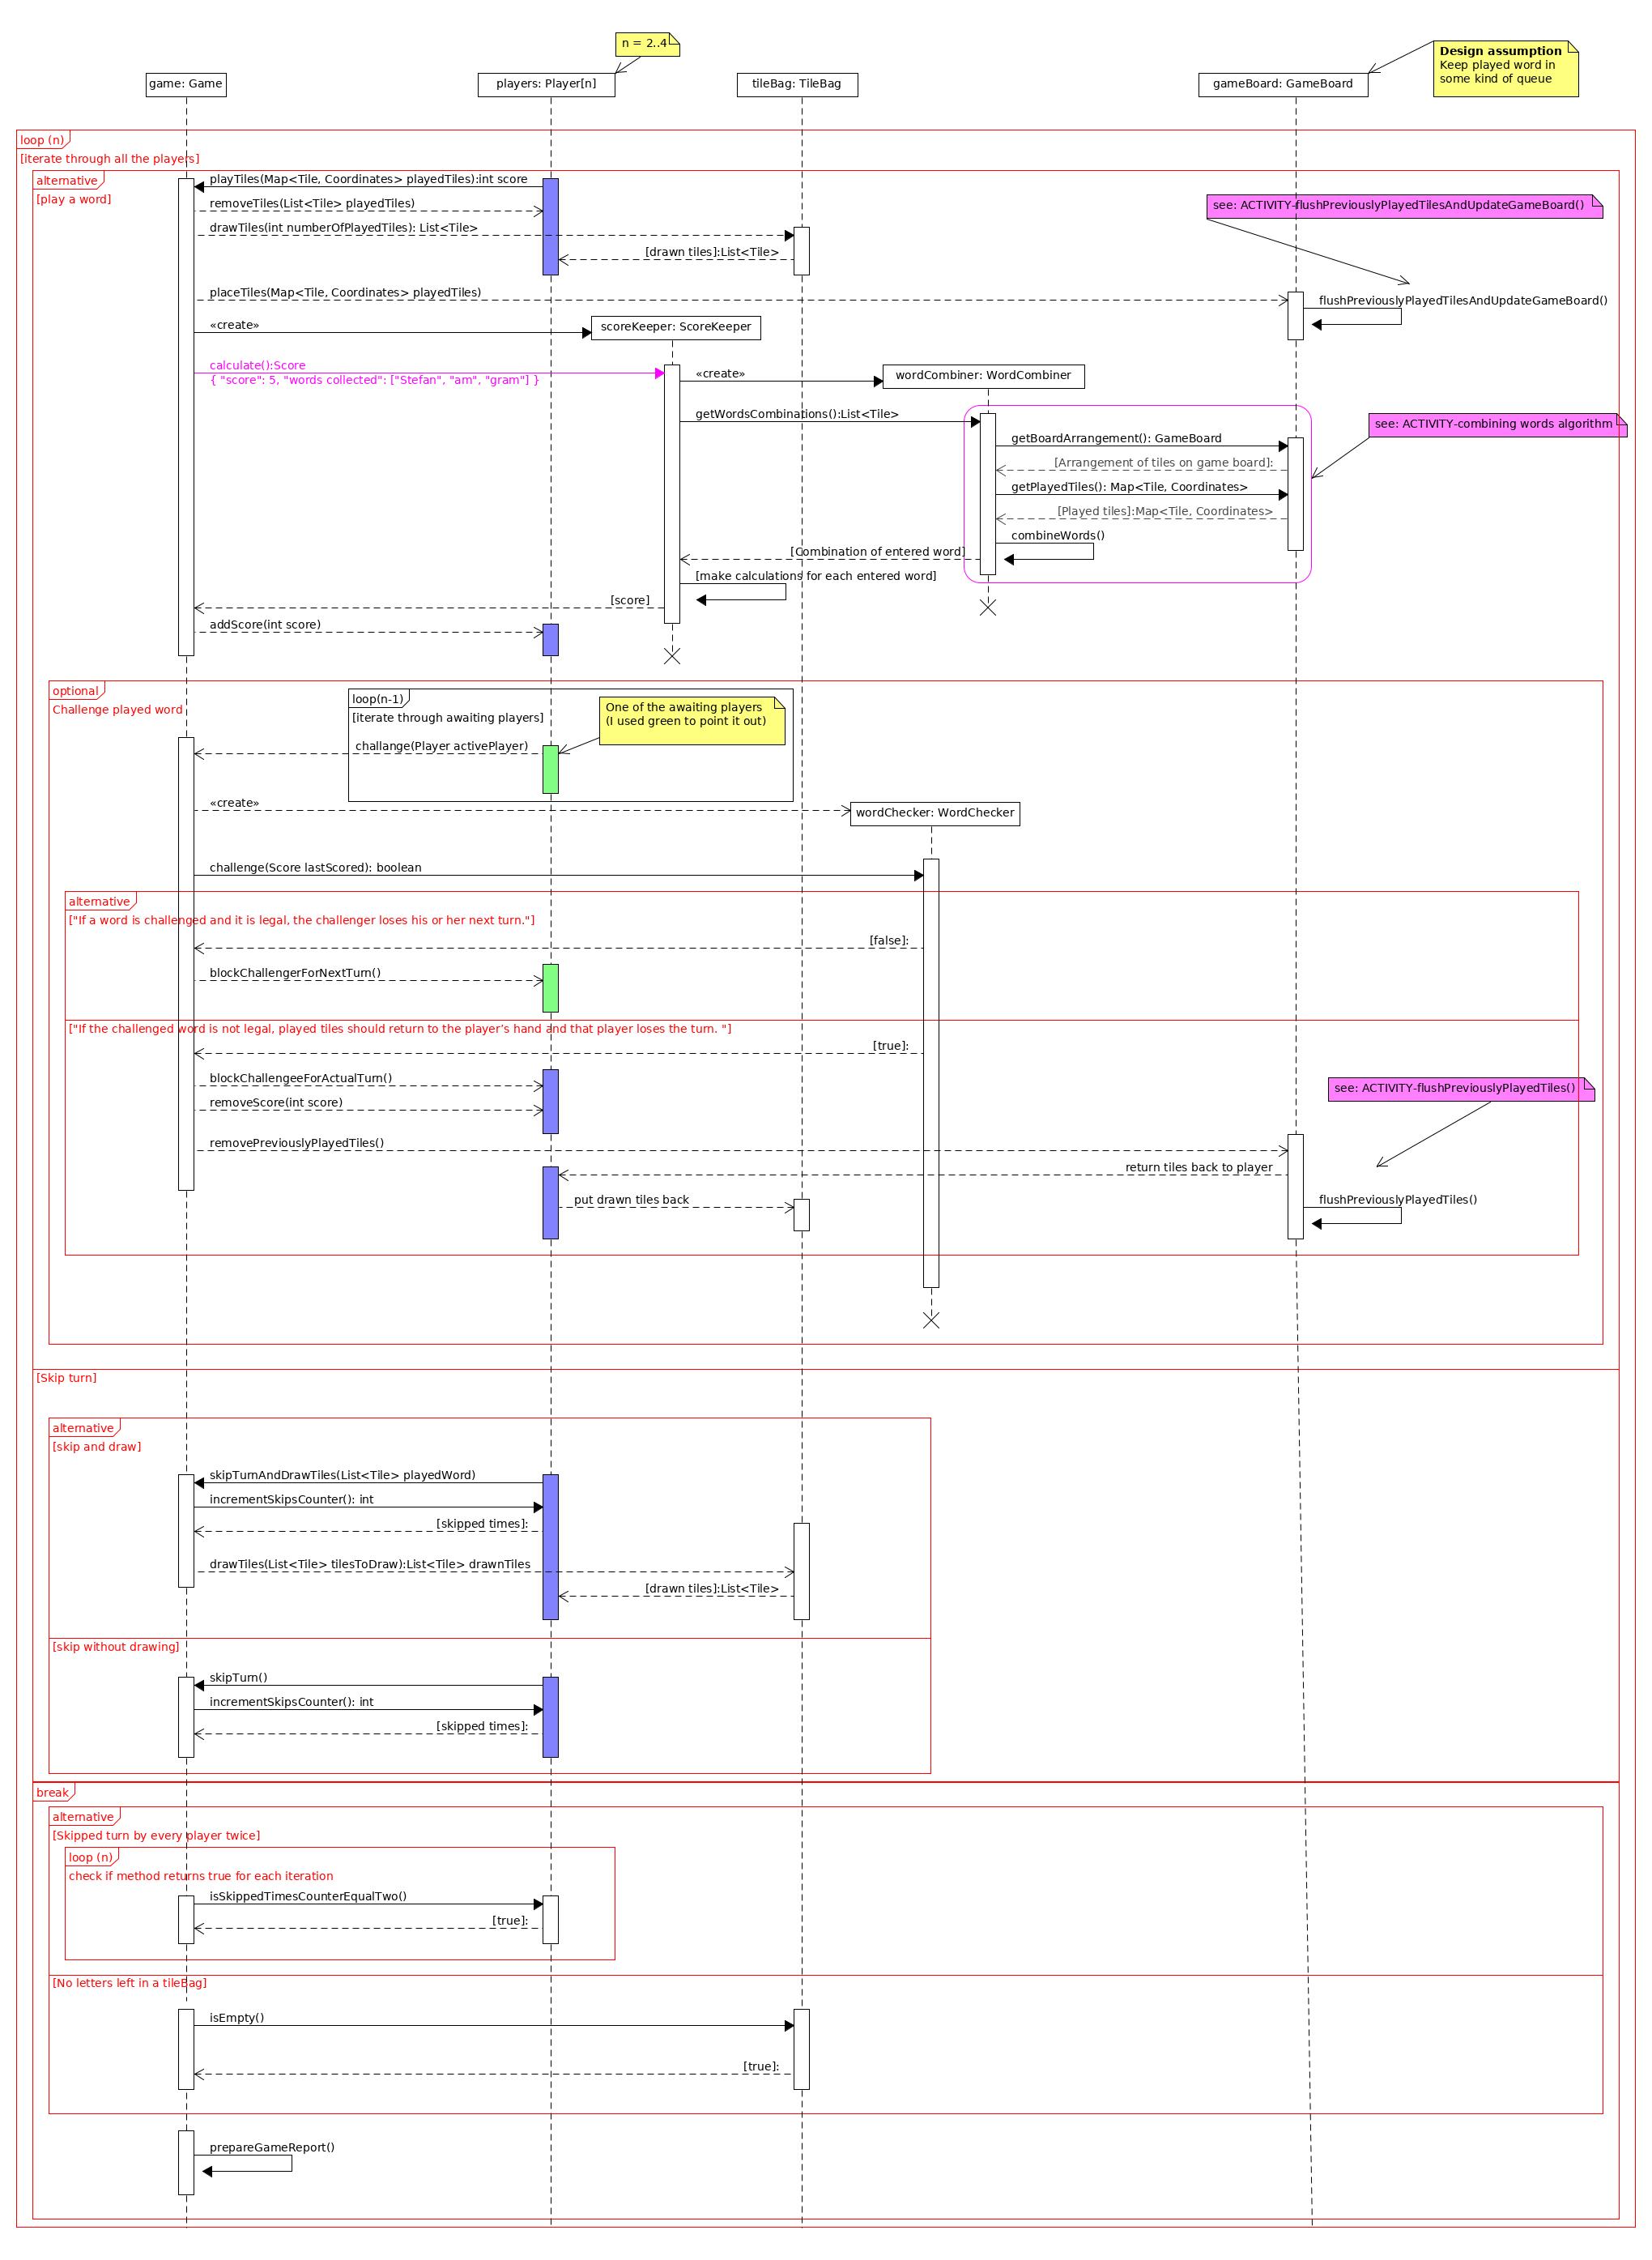 n = 2..4
Design assumption
Keep played word in
some kind of queue
game: Game
players: Player[n]
tileBag: TileBag
gameBoard: GameBoard
loop (n)
[iterate through all the players]
alternative
[play a word]
playTiles(Map<Tile, Coordinates> playedTiles):int score
removeTiles(List<Tile> playedTiles)
see: ACTIVITY-flushPreviouslyPlayedTilesAndUpdateGameBoard()
drawTiles(int numberOfPlayedTiles): List<Tile>
[drawn tiles]:List<Tile>
placeTiles(Map<Tile, Coordinates> playedTiles)
flushPreviouslyPlayedTilesAndUpdateGameBoard()
«create»
scoreKeeper: ScoreKeeper
calculate():Score
{ "score": 5, "words collected": ["Stefan", "am", "gram"] }
«create»
wordCombiner: WordCombiner
getWordsCombinations():List<Tile>
see: ACTIVITY-combining words algorithm
getBoardArrangement(): GameBoard
[Arrangement of tiles on game board]:
getPlayedTiles(): Map<Tile, Coordinates>
[Played tiles]:Map<Tile, Coordinates>
combineWords()
[Combination of entered word]
[make calculations for each entered word]
[score]
addScore(int score)
optional
Challenge played word
loop(n-1)
[iterate through awaiting players]
One of the awaiting players
(I used green to point it out)
challange(Player activePlayer)
«create»
wordChecker: WordChecker
challenge(Score lastScored): boolean
alternative
["If a word is challenged and it is legal, the challenger loses his or her next turn."]
[false]:
blockChallengerForNextTurn()
["If the challenged word is not legal, played tiles should return to the player's hand and that player loses the turn. "]
[true]:
blockChallengeeForActualTurn()
see: ACTIVITY-flushPreviouslyPlayedTiles()
removeScore(int score)
removePreviouslyPlayedTiles()
return tiles back to player
put drawn tiles back
flushPreviouslyPlayedTiles()
[Skip turn]
alternative
[skip and draw]
skipTurnAndDrawTiles(List<Tile> playedWord)
incrementSkipsCounter(): int
[skipped times]:
drawTiles(List<Tile> tilesToDraw):List<Tile> drawnTiles
[drawn tiles]:List<Tile>
[skip without drawing]
skipTurn()
incrementSkipsCounter(): int
[skipped times]:
break
alternative
[Skipped turn by every player twice]
loop (n)
check if method returns true for each iteration
isSkippedTimesCounterEqualTwo()
[true]:
[No letters left in a tileBag]
isEmpty()
[true]:
prepareGameReport()